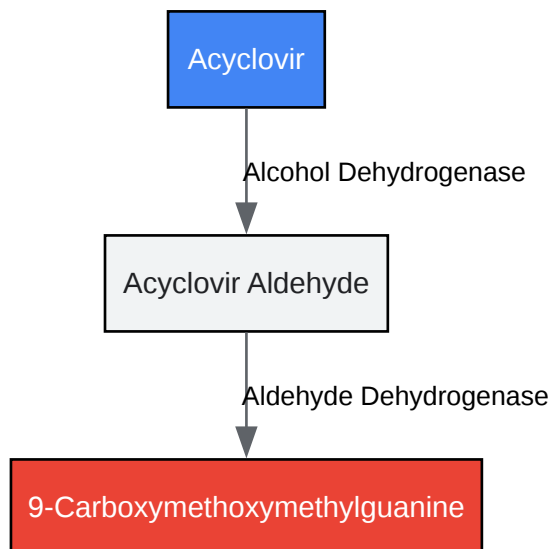 Acyclovir
Alcohol Dehydrogenase
Acyclovir Aldehyde
Aldehyde Dehydrogenase
9-Carboxymethoxymethylguanine